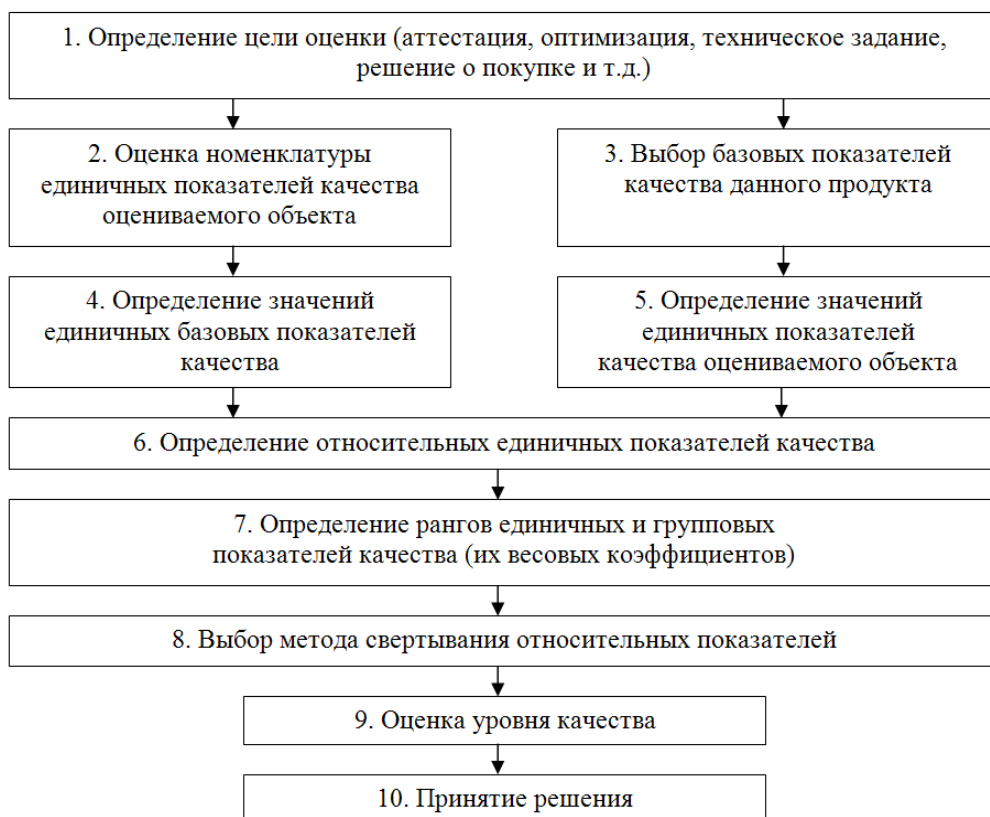 1. Определение цели оценки (аттестация, оптимизация, техническое задание,
решение о покупке и т.д.)
2. Оценка номенклатуры
единичных показателей качества
оцениваемого объекта
3. Выбор базовых показателей
качества данного продукта
4. Определение значений
единичных базовых показателей
качества
5. Определение значений
единичных показателей
качества оцениваемого объекта
6. Определение относительных единичных показателей качества
7. Определение рангов единичных и групповых
показателей качества (их весовых коэффициентов)
8. Выбор метода свертывания относительных показателей
9. Оценка уровня качества
10. Принятие решения